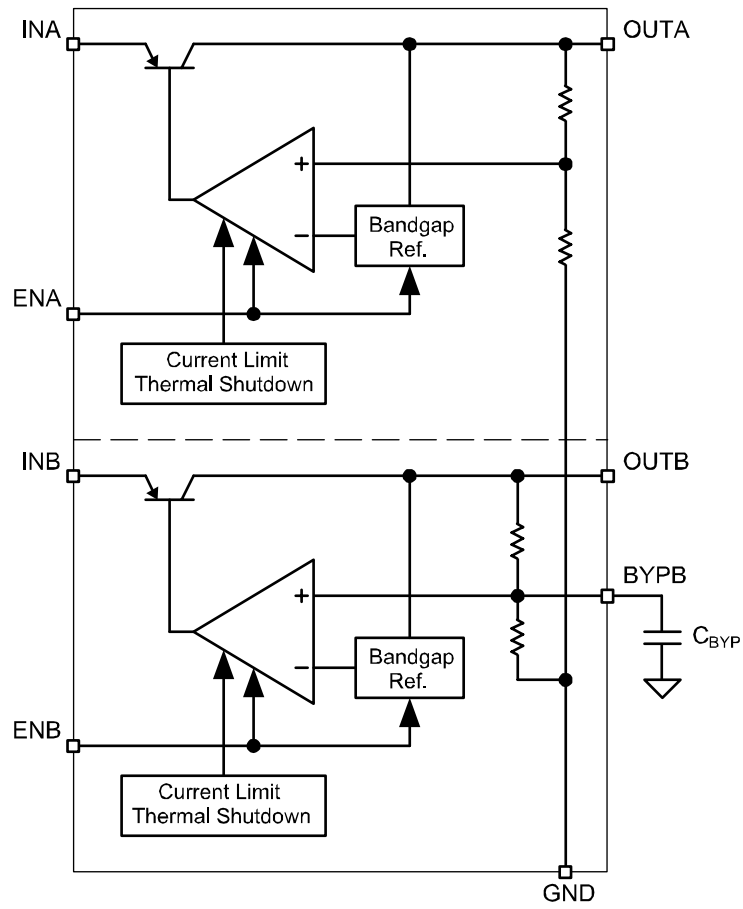 INA
OUTA
+
−
Bandgap
Ref.
ENA
Current Limit
Thermal Shutdown
INB
OUTB
+
−
BYPB
C_BYP
Bandgap
Ref.
ENB
Current Limit
Thermal Shutdown
GND